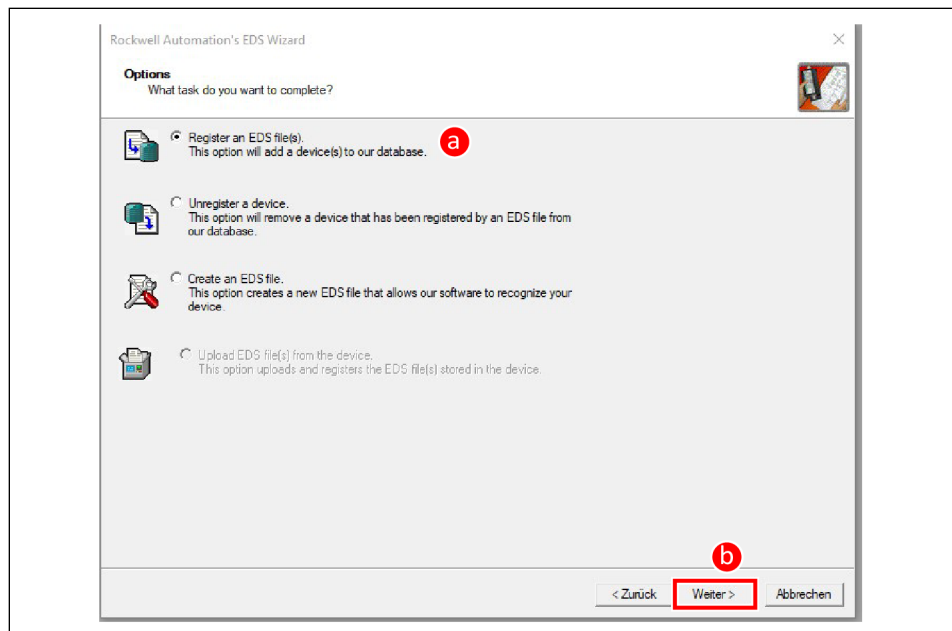 Rockwell Automation's EDS Wizard
Options
What task do you want to complete?
Register an EDS file(s).
This option will add a device(s) to our database.
a
Unregister a device.
This option will remove a device that has been registered by an EDS file from
our database.
Create an EDS file.
This option creates a new EDS file that allows our software to recognize your
device.
Upload EDS file(s) from the device.
This option uploads and registers the EDS file(s) stored in the device.
b
< Zurück Weiter > Abbrechen